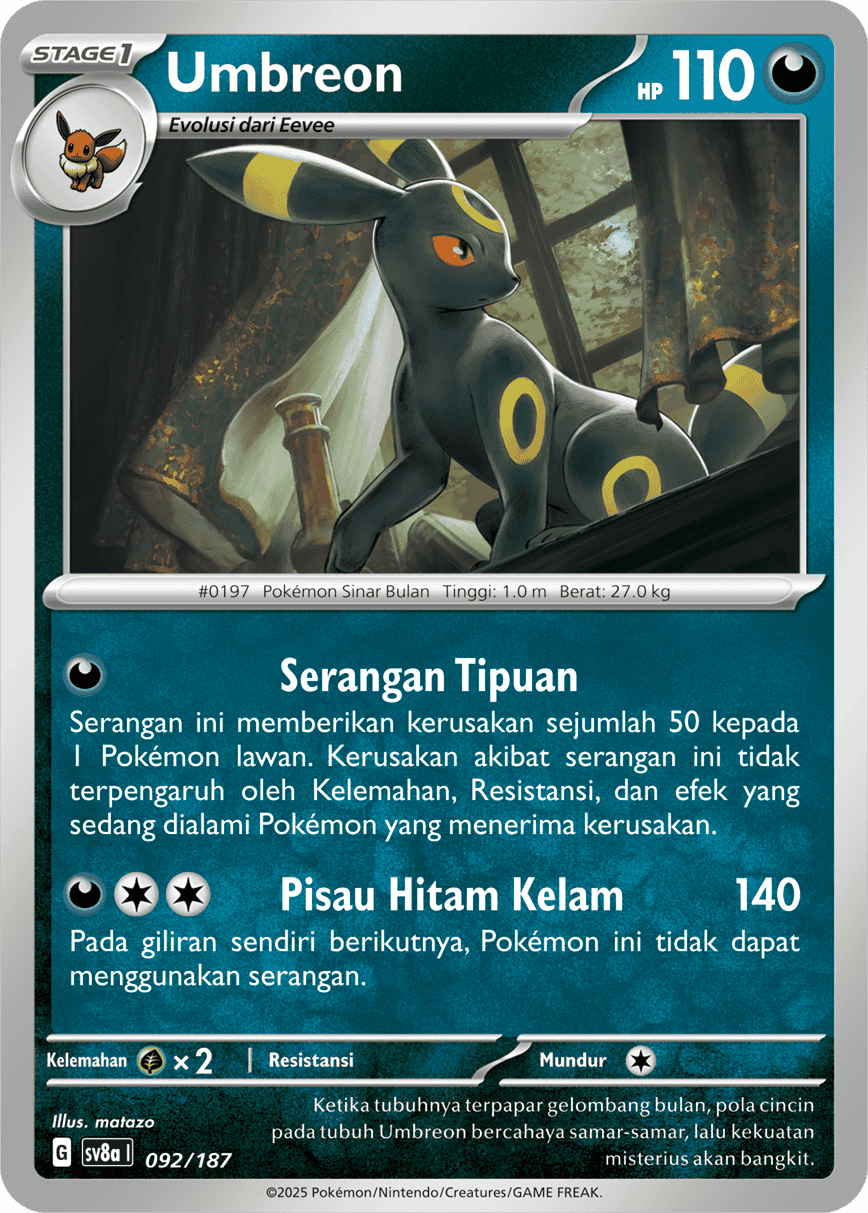 STAGE1
Umbreon
HP 110
Evolusi dari Eevee
#0197 Pokémon Sinar Bulan Tinggi: 1.0 m Berat: 27.0 kg
Serangan Tipuan
Serangan ini memberikan kerusakan sejumlah 50 kepada
1 Pokémon lawan. Kerusakan akibat serangan ini tidak
terpengaruh oleh Kelemahan, Resistansi, dan efek yang
sedang dialami Pokémon yang menerima kerusakan.
Pisau Hitam Kelam 140
Pada giliran sendiri berikutnya, Pokémon ini tidak dapat
menggunakan serangan.
Kelemahan ×2 | Resistansi Mundur
Illus. matazo
G sv8a I 092/187
Ketika tubuhnya terpapar gelombang bulan, pola cincin
pada tubuh Umbreon bercahaya samar-samar, lalu kekuatan
misterius akan bangkit.
©2025 Pokémon/Nintendo/Creatures/GAME FREAK.